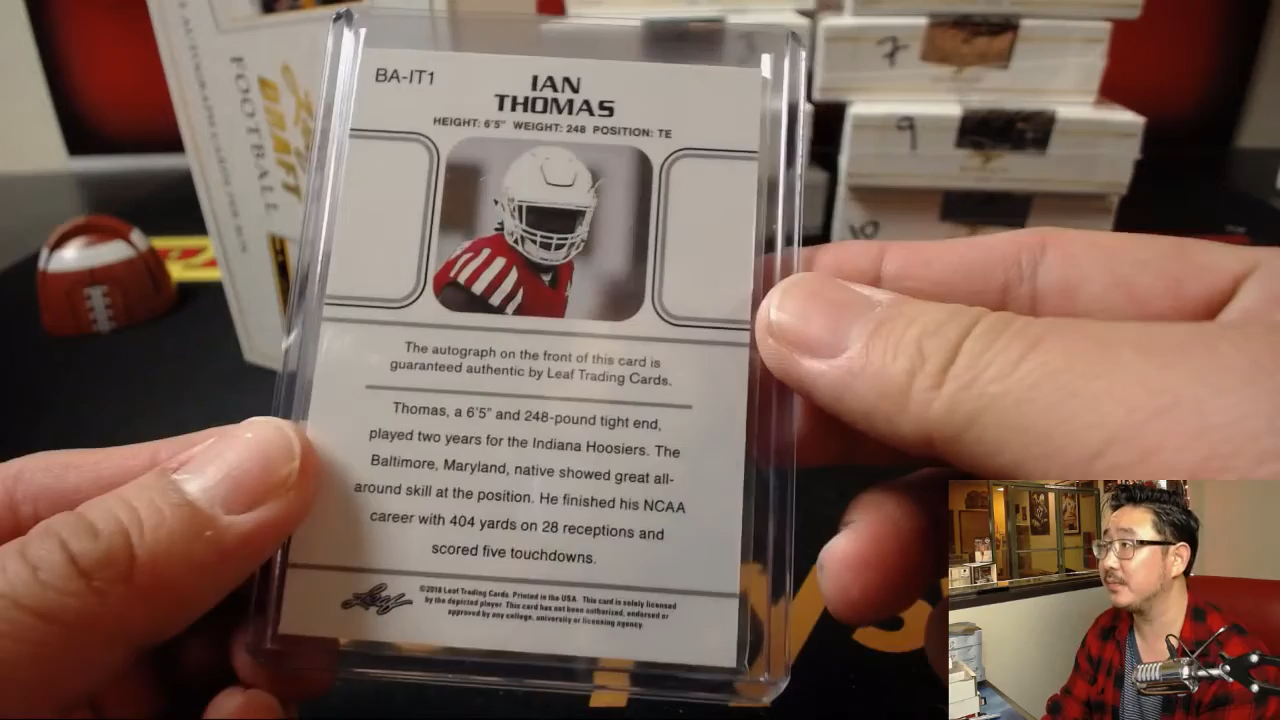 BA-IT1
IAN
THOMAS
HEIGHT: 6'5" WEIGHT: 248 POSITION: TE
The autograph on the front of this card is
guaranteed authentic by Leaf Trading Cards.
Thomas, a 6'5" and 248-pound tight end,
played two years for the Indiana Hoosiers. The
Baltimore, Maryland, native showed great all-
around skill at the position. He finished his NCAA
career with 404 yards on 28 receptions and
scored five touchdowns.
Leaf
©2018 Leaf Trading Cards. Printed in the USA. This card is solely licensed
by the depicted player. This card has not been authorized, endorsed or
approved by any college, university or licensing agency.
DRAFT
FOOTBALL
7
9
10